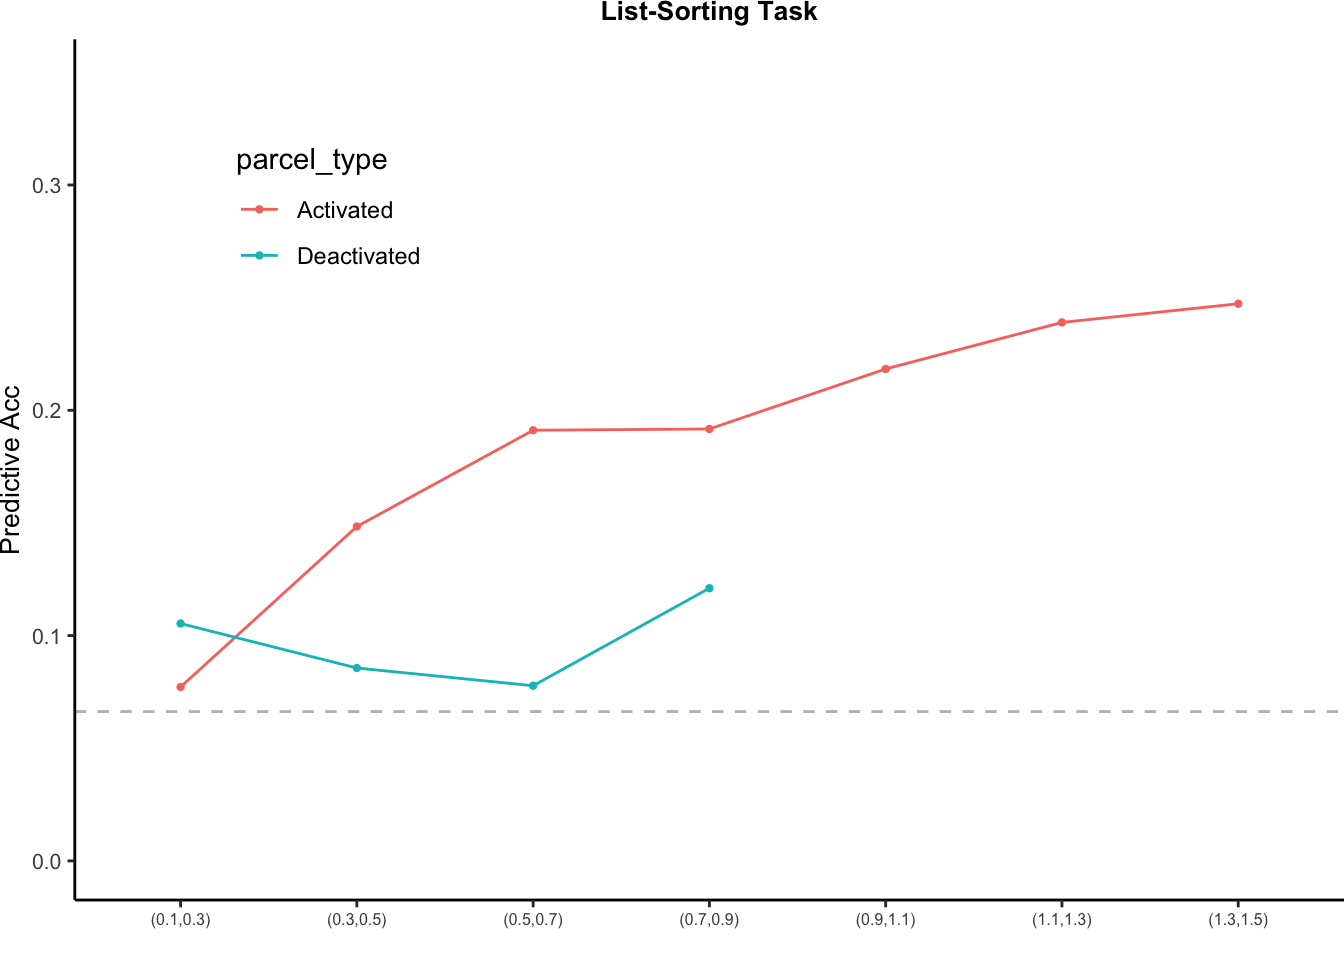 List-Sorting Task
parcel_type
Activated
Deactivated
Predictive Acc
0.3
0.2
0.1
0.0
(0.1,0.3)
(0.3,0.5)
(0.5,0.7)
(0.7,0.9)
(0.9,1.1)
(1.1,1.3)
(1.3,1.5)